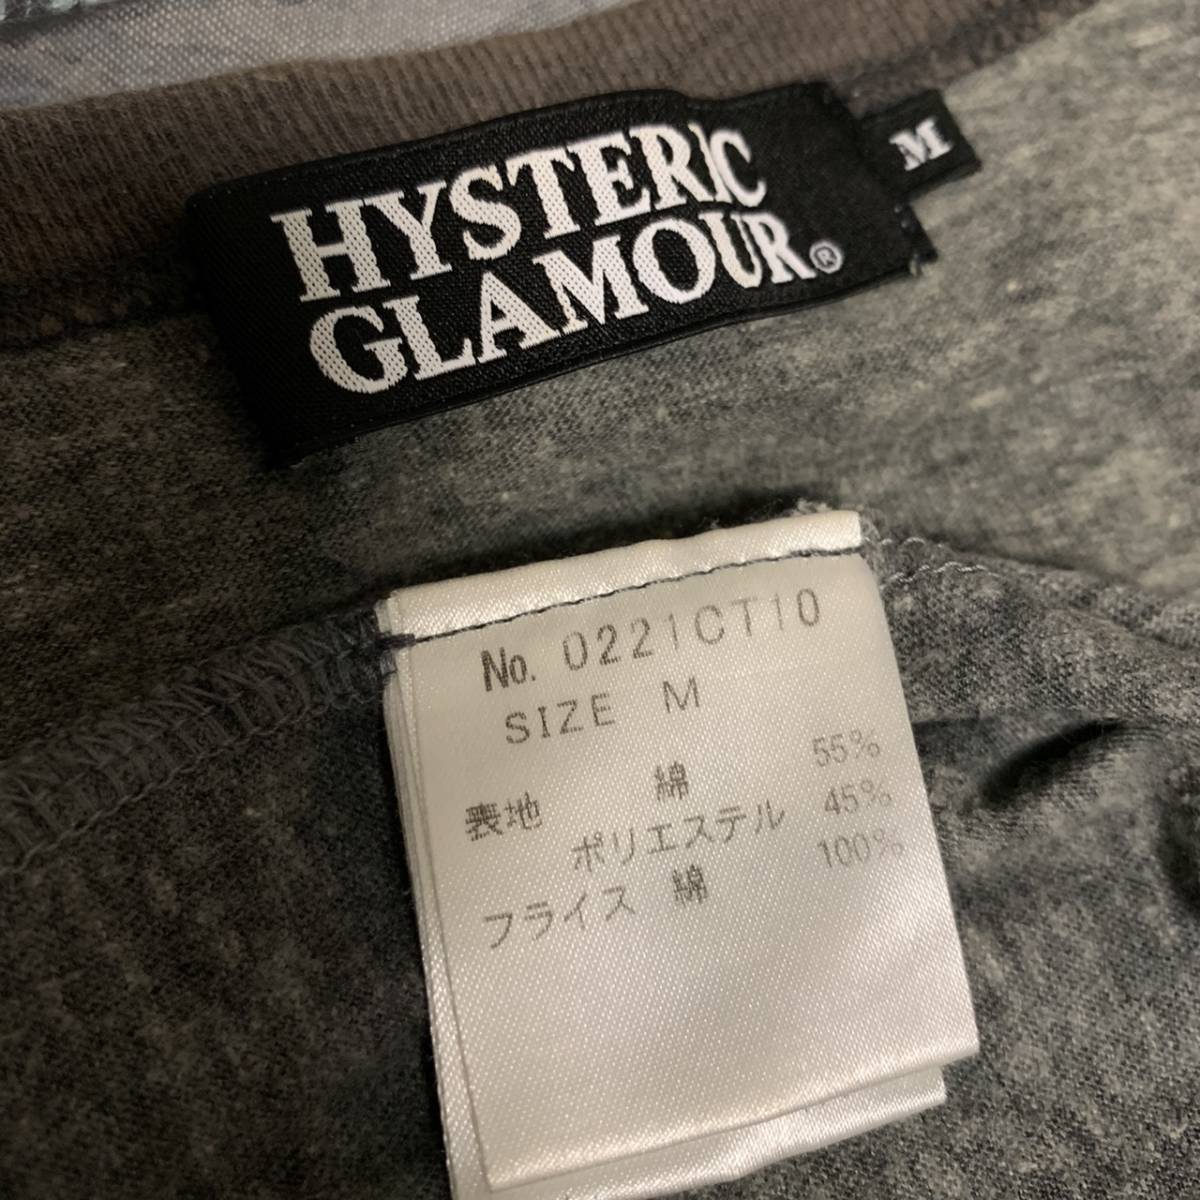 HYSTERIC
GLAMOUR®
M
No. 0221CT10
SIZE M
表地 綿 55%
ポリエステル 45%
フライス 綿 100%